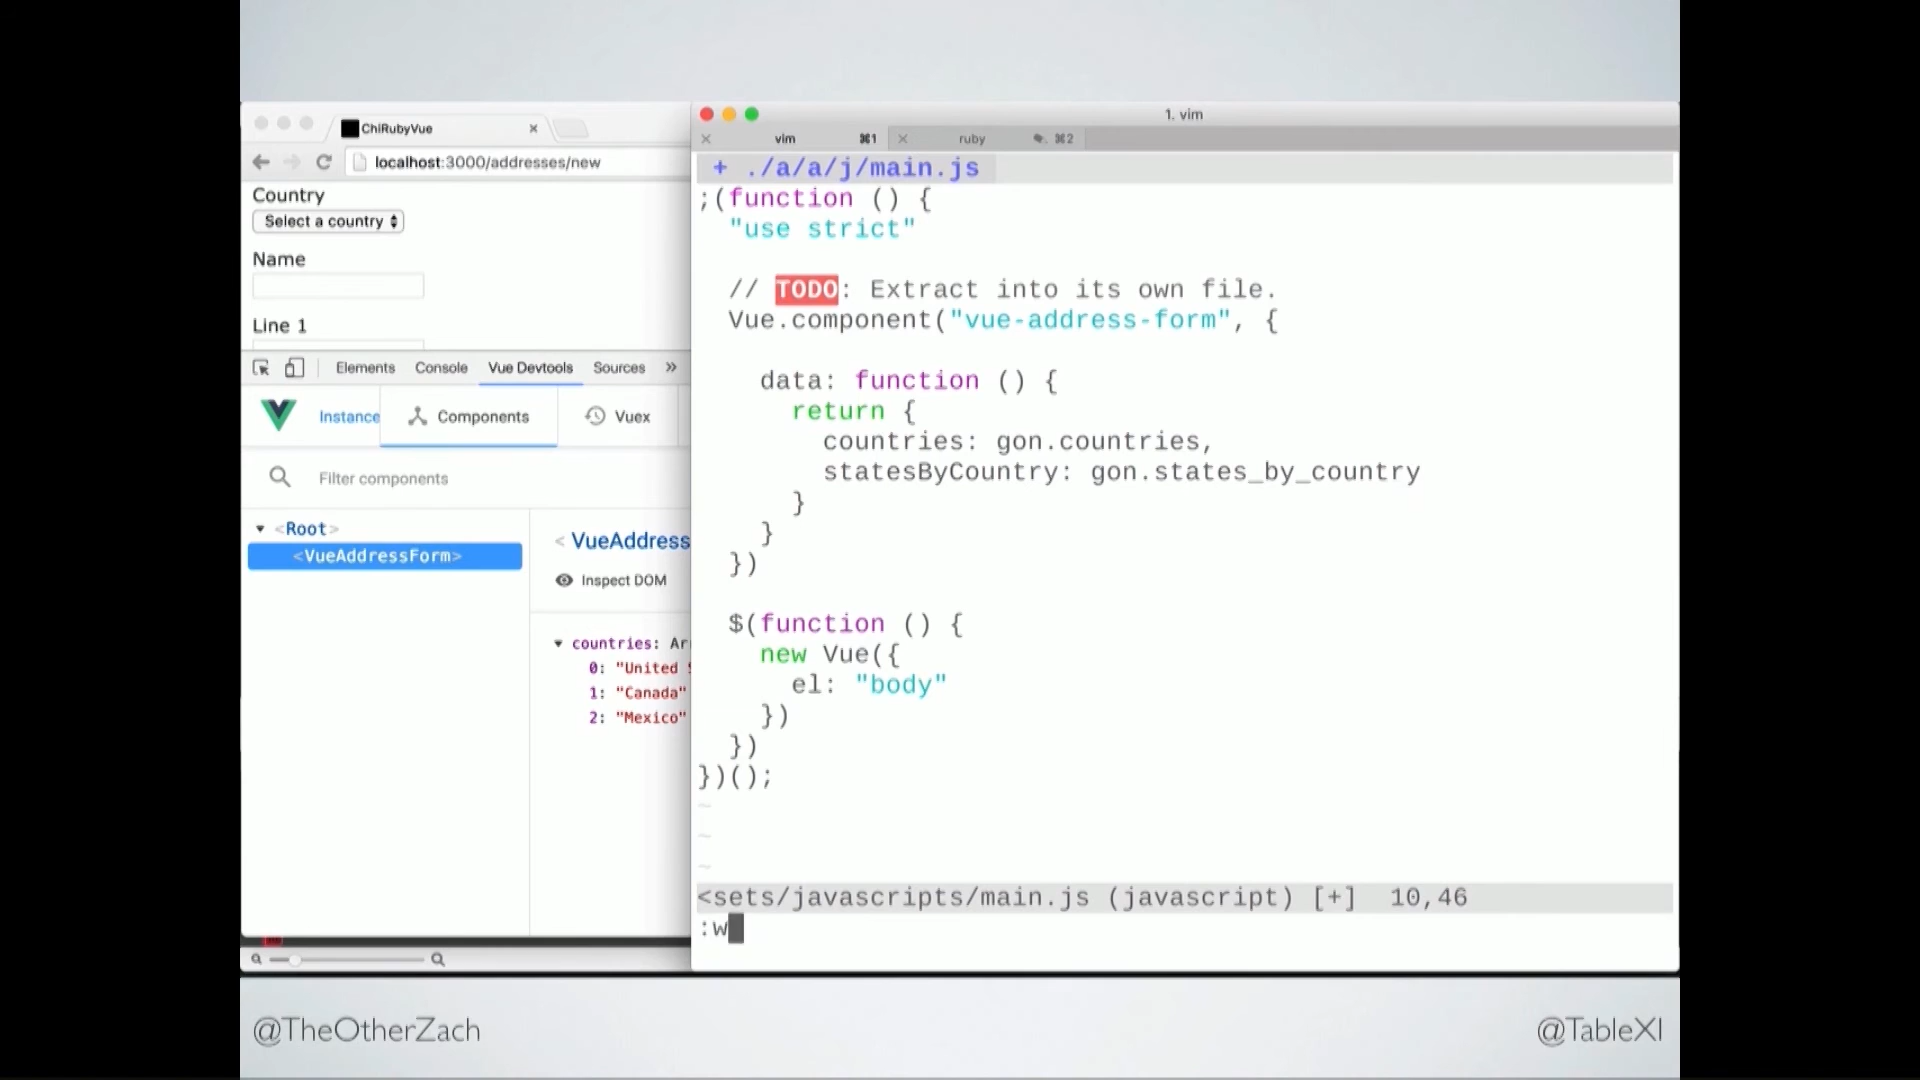 ChiRubyVue
localhost:3000/addresses/new
Country
Select a country
Name
Line 1
Elements Console Vue Devtools Sources »
Instance Components Vuex
Filter components
<Root>
<VueAddressForm>
< VueAddress
Inspect DOM
countries:
0: "United
1: "Canada"
2: "Mexico"
1. vim
vim ⌘1 ruby ⌘2
+ ./a/a/j/main.js
;(function () {
"use strict"
// TODO: Extract into its own file.
Vue.component("vue-address-form", {
data: function () {
return {
countries: gon.countries,
statesByCountry: gon.states_by_country
}
}
})
$(function () {
new Vue({
el: "body"
})
})
})();
~
~
~
<sets/javascripts/main.js (javascript) [+] 10,46
:w
@TheOtherZach
@TableXI